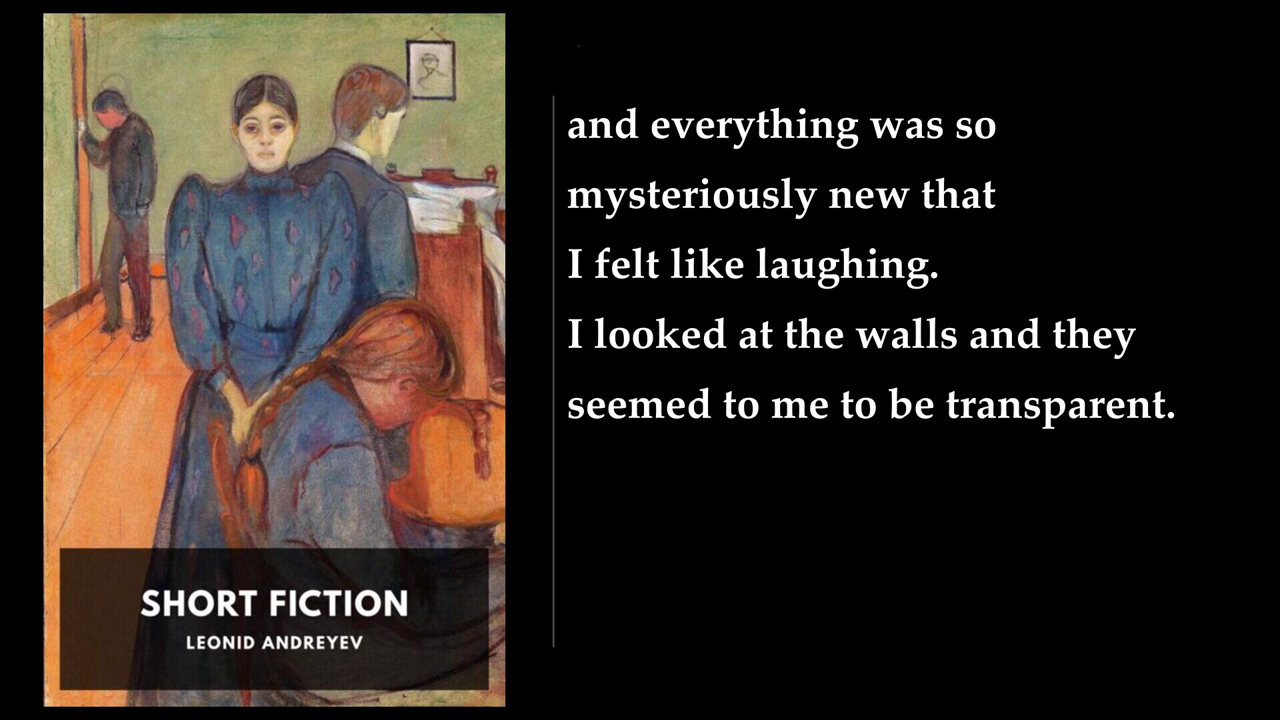 and everything was so
mysteriously new that
I felt like laughing.
I looked at the walls and they
seemed to me to be transparent.
SHORT FICTION
LEONID ANDREYEV